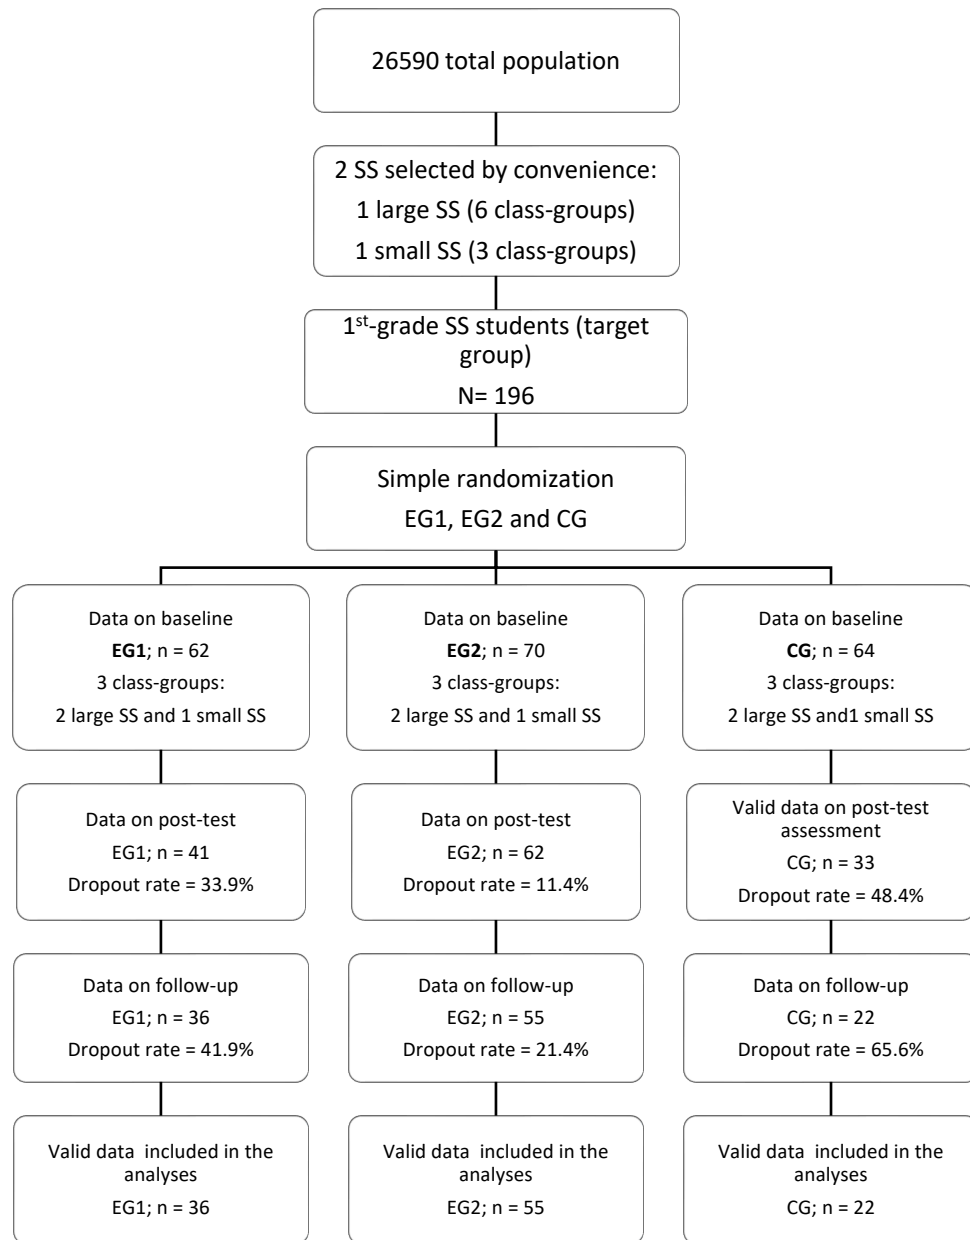 26590 total population
2 SS selected by convenience:
1 large SS (6 class-groups)
1 small SS (3 class-groups)
1st-grade SS students (target
group)
N= 196
Simple randomization
EG1, EG2 and CG
Data on baseline
EG1; n = 62
3 class-groups:
2 large SS and 1 small SS
Data on baseline
EG2; n = 70
3 class-groups:
2 large SS and 1 small SS
Data on baseline
CG; n = 64
3 class-groups:
2 large SS and1 small SS
Data on post-test
EG1; n = 41
Dropout rate = 33.9%
Data on post-test
EG2; n = 62
Dropout rate = 11.4%
Valid data on post-test
assessment
CG; n = 33
Dropout rate = 48.4%
Data on follow-up
EG1; n = 36
Dropout rate = 41.9%
Data on follow-up
EG2; n = 55
Dropout rate = 21.4%
Data on follow-up
CG; n = 22
Dropout rate = 65.6%
Valid data  included in the
analyses
EG1; n = 36
Valid data  included in the
analyses
EG2; n = 55
Valid data  included in the
analyses
CG; n = 22